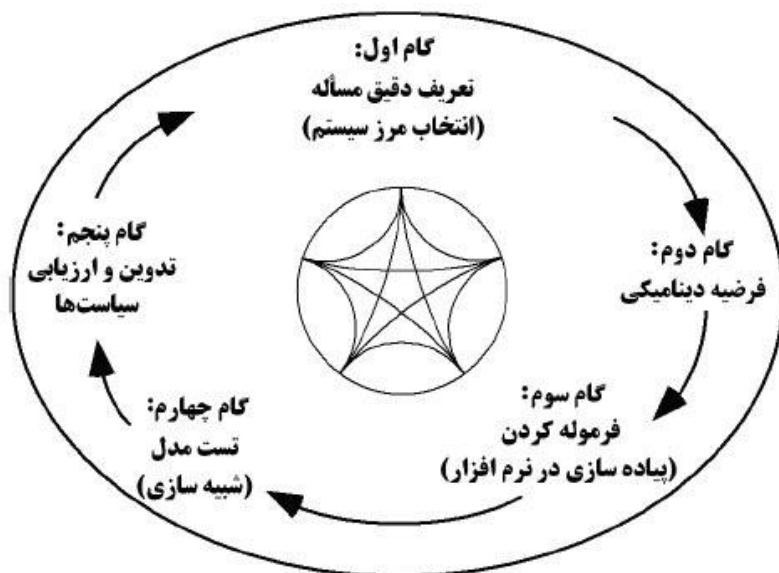 گام اول:
تعریف دقیق مسأله
(انتخاب مرز سیستم)
گام دوم:
فرضیه دینامیکی
گام سوم:
فرموله کردن
(پیاده سازی در نرم افزار)
گام چهارم:
تست مدل
(شبیه سازی)
گام پنجم:
تدوین و ارزیابی
سیاست‌ها